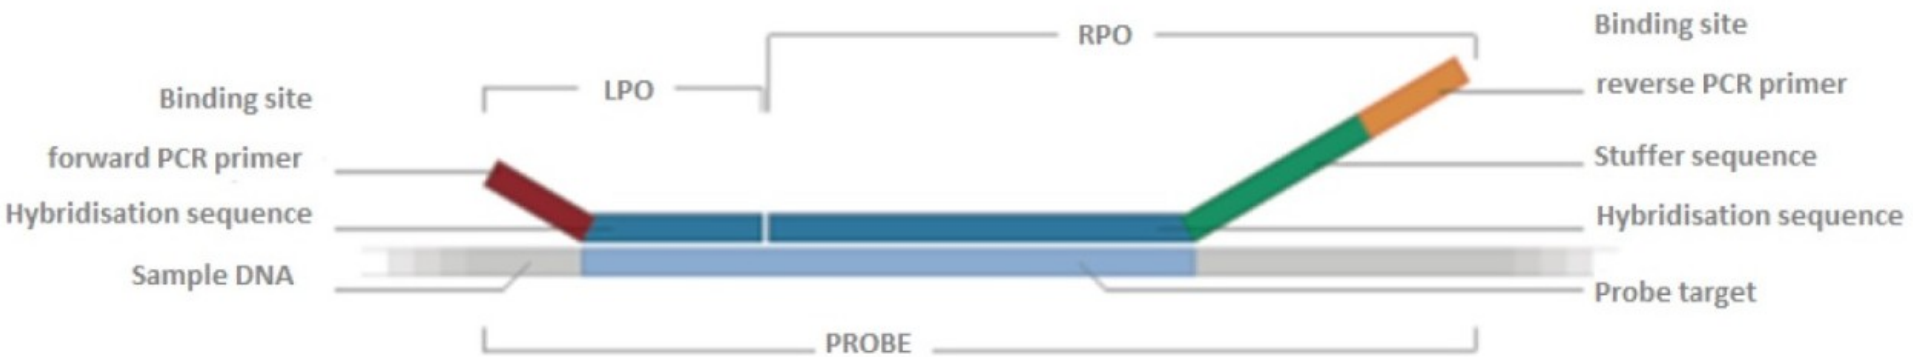 Binding site
RPO
LPO
Binding site
reverse PCR primer
forward PCR primer
Stuffer sequence
Hybridisation sequence
Hybridisation sequence
Sample DNA
Probe target
PROBE